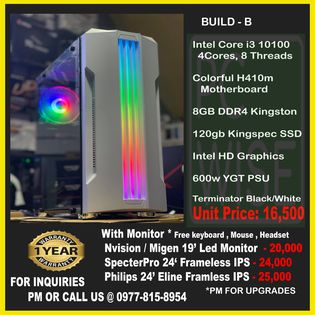 BUILD - B
Intel Core i3 10100
4Cores, 8 Threads
Colorful H410m
Motherboard
8GB DDR4 Kingston
120gb Kingspec SSD
Intel HD Graphics
600w YGT PSU
Terminator Black/White
Unit Price: 16,500
With Monitor * Free keyboard , Mouse , Headset
Nvision / Migen 19' Led Monitor - 20,000
SpecterPro 24' Frameless IPS - 24,000
Philips 24' Eline Framless IPS - 25,000
WARRANTY
1 YEAR
WARRANTY
FOR INQUIRIES
*PM FOR UPGRADES
PM OR CALL US @ 0977-815-8954